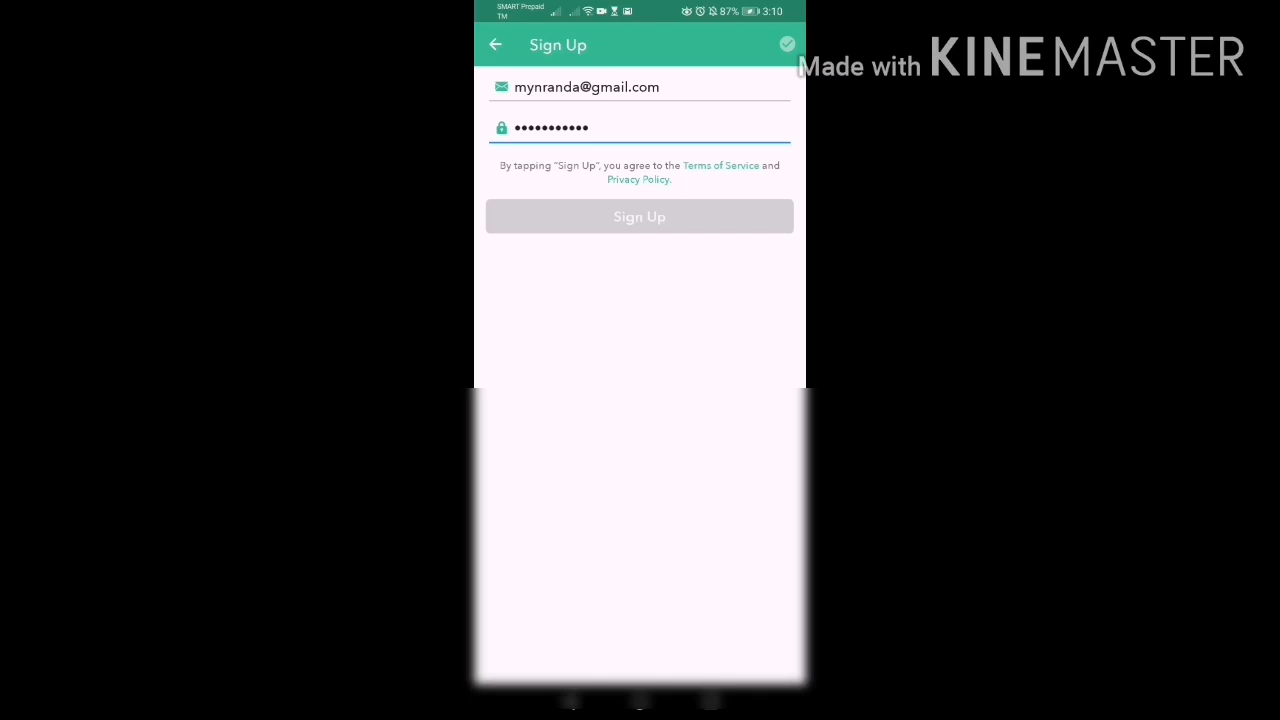 SMART Prepaid
TM
87%
3:10
Sign Up
Made with KINEMASTER
mynranda@gmail.com
•••••••••••
By tapping "Sign Up", you agree to the Terms of Service and
Privacy Policy.
Sign Up